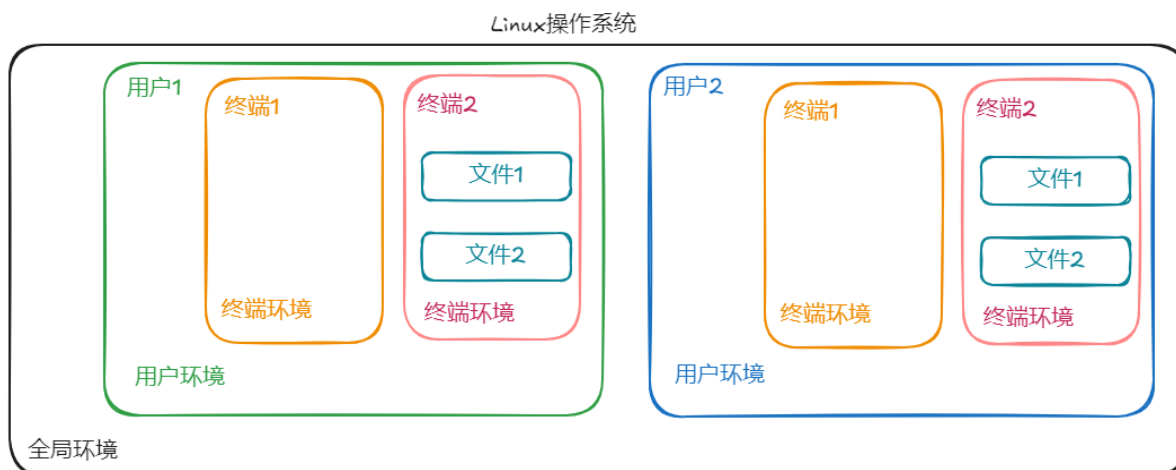 Linux操作系统
用户1
终端1
终端2
文件1
文件2
终端环境
终端环境
用户环境
用户2
终端1
终端2
文件1
文件2
终端环境
终端环境
用户环境
全局环境